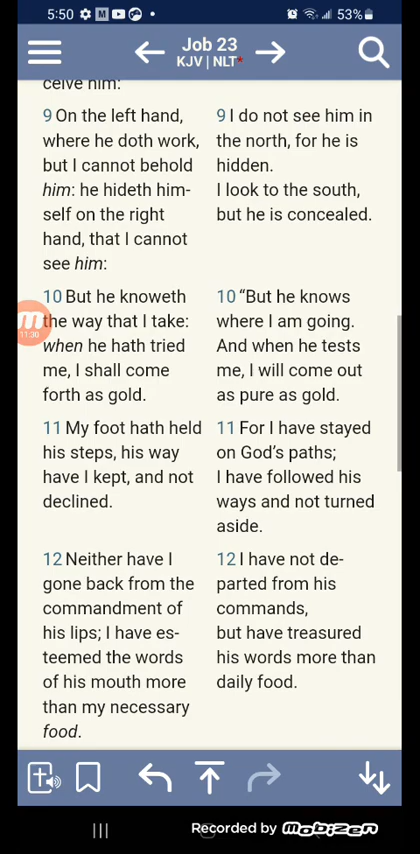 5:50 M 53%
Job 23
KJV | NLT*
ceive him:
9 On the left hand,
where he doth work,
but I cannot behold
him: he hideth him-
self on the right
hand, that I cannot
see him:
10 But he knoweth
the way that I take:
when he hath tried
me, I shall come
forth as gold.
11 My foot hath held
his steps, his way
have I kept, and not
declined.
12 Neither have I
gone back from the
commandment of
his lips; I have es-
teemed the words
of his mouth more
than my necessary
food.
9 I do not see him in
the north, for he is
hidden.
I look to the south,
but he is concealed.
10 “But he knows
where I am going.
And when he tests
me, I will come out
as pure as gold.
11 For I have stayed
on God’s paths;
I have followed his
ways and not turned
aside.
12 I have not de-
parted from his
commands,
but have treasured
his words more than
daily food.
m
11:30
Recorded by mobizen